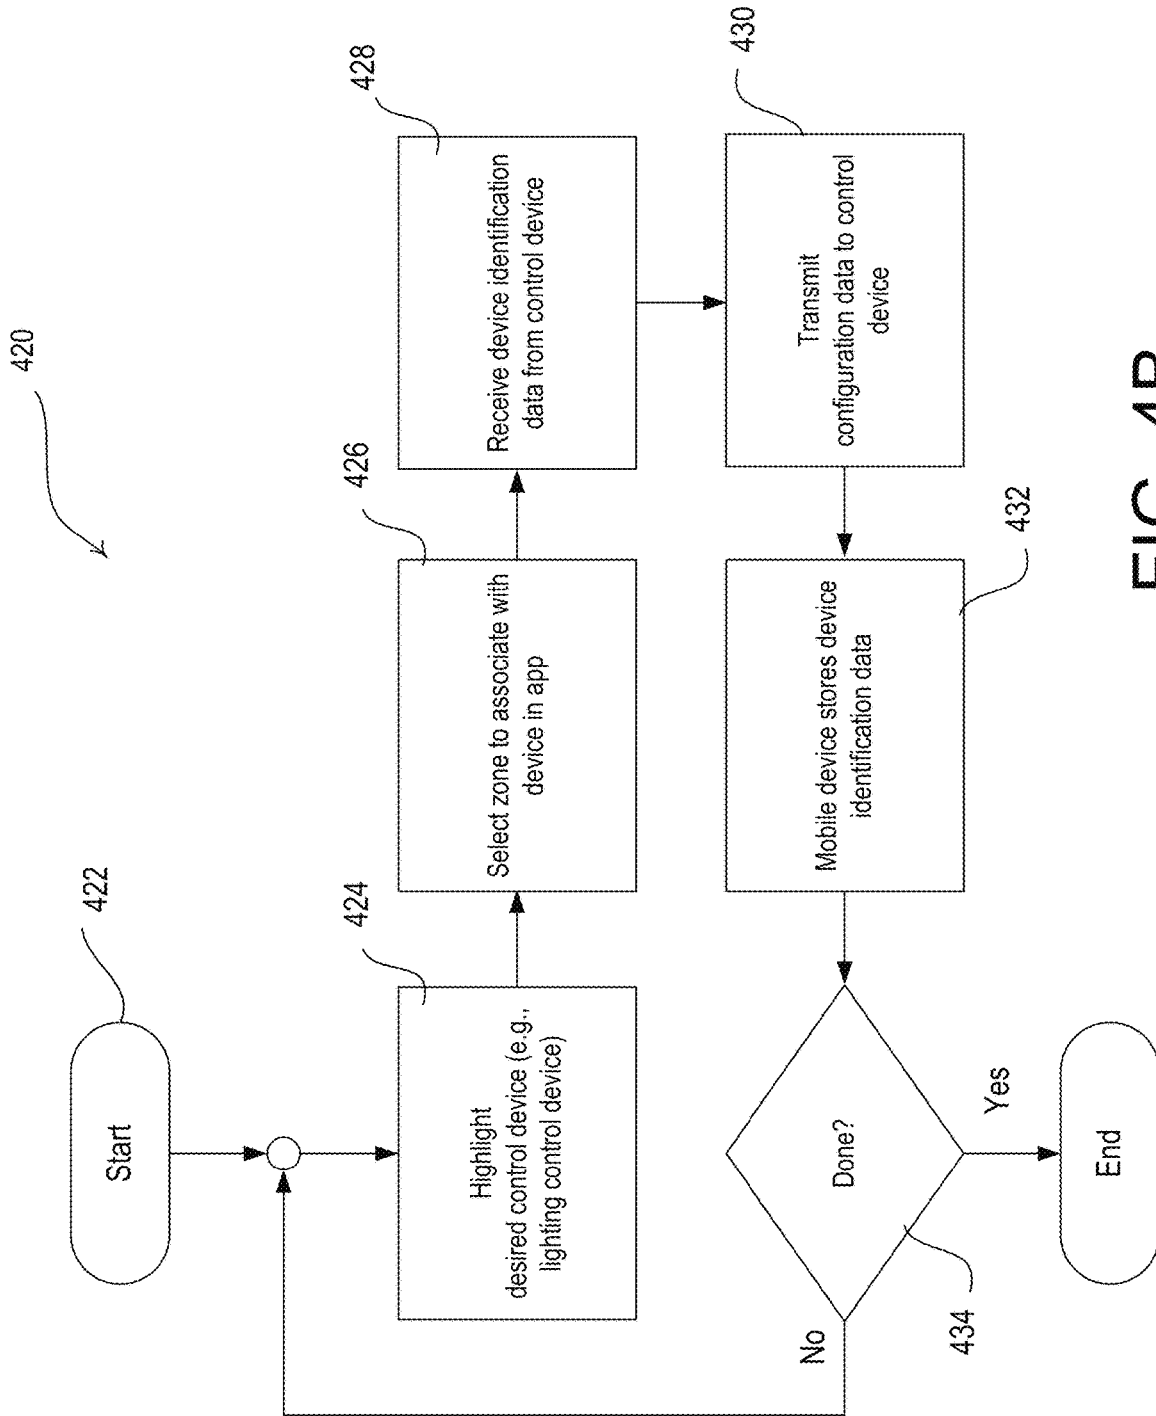 420
Start
422
Highlight
desired control device (e.g.,
lighting control device)
424
Select zone to associate with
device in app
426
Receive device identification
data from control device
428
Transmit
configuration data to control
device
430
Mobile device stores device
identification data
432
Done?
434
No
Yes
End
FIG. 4B